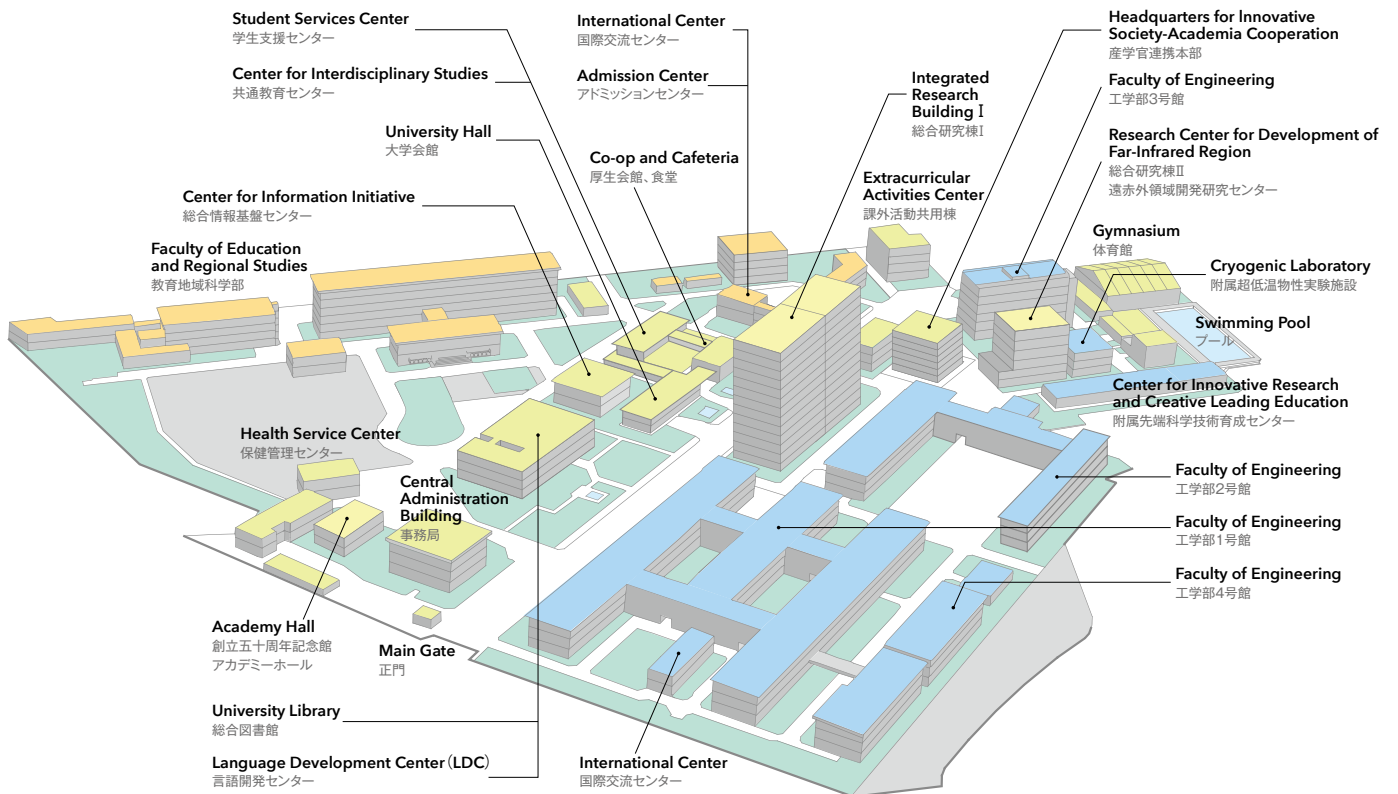 Student Services Center
学生支援センター
Center for Interdisciplinary Studies
共通教育センター
University Hall
大学会館
Center for Information Initiative
総合情報基盤センター
Faculty of Education
and Regional Studies
教育地域科学部
International Center
国際交流センター
Admission Center
アドミッションセンター
Co-op and Cafeteria
厚生会館、食堂
Integrated
Research
Building I
総合研究棟I
Extracurricular
Activities Center
課外活動共用棟
Headquarters for Innovative
Society-Academia Cooperation
産学官連携本部
Faculty of Engineering
工学部3号館
Research Center for Development of
Far-Infrared Region
総合研究棟II
遠赤外領域開発研究センター
Gymnasium
体育館
Cryogenic Laboratory
附属超低温物性実験施設
Swimming Pool
プール
Center for Innovative Research
and Creative Leading Education
附属先端科学技術育成センター
Health Service Center
保健管理センター
Central
Administration
Building
事務局
Faculty of Engineering
工学部2号館
Faculty of Engineering
工学部1号館
Faculty of Engineering
工学部4号館
Academy Hall
創立五十周年記念館
アカデミーホール
Main Gate
正門
University Library
総合図書館
Language Development Center（LDC）
言語開発センター
International Center
国際交流センター